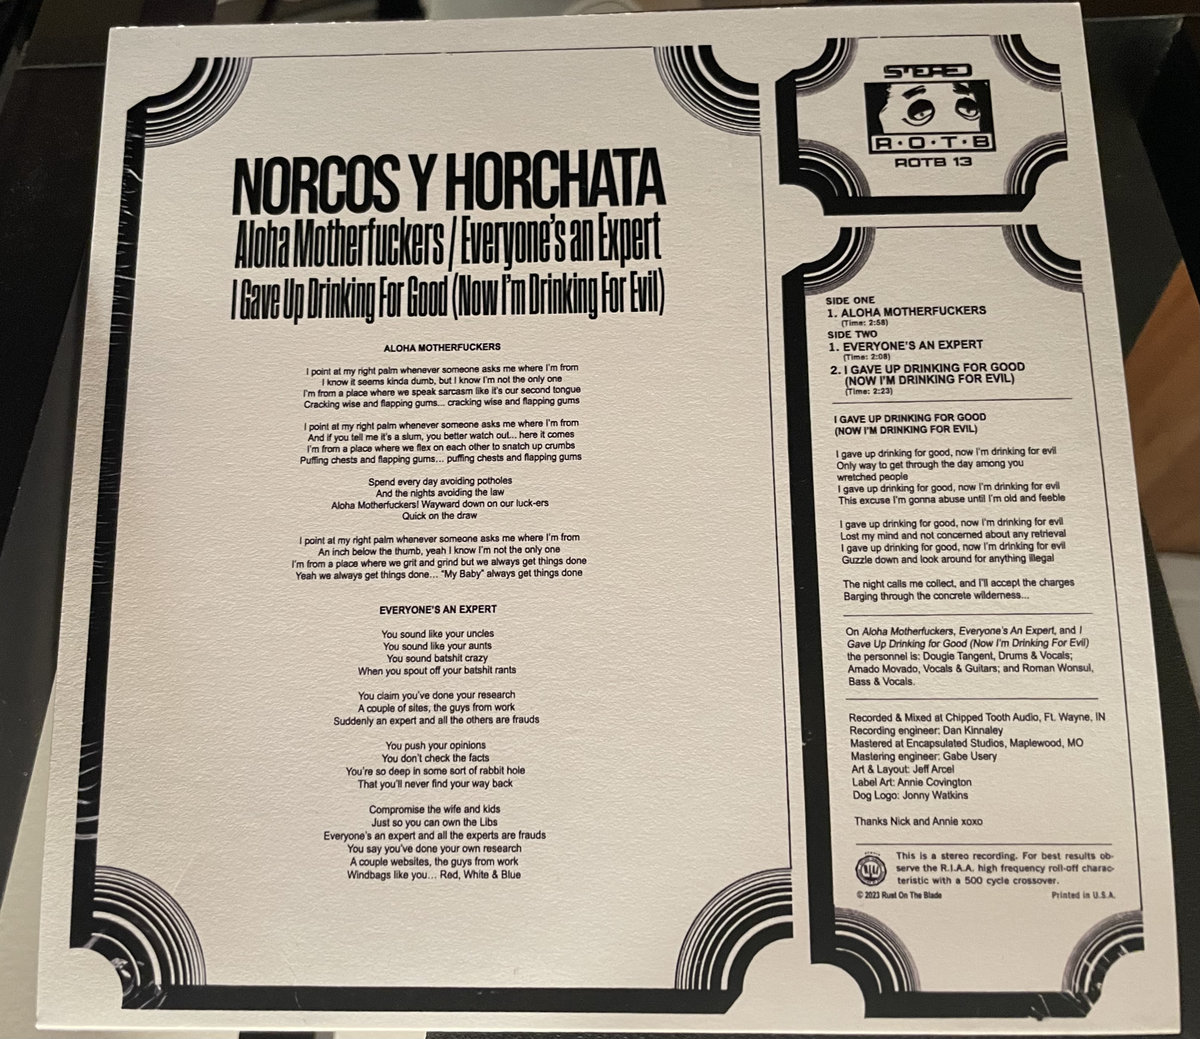 NORCOS Y HORCHATA
Aloha Motherfuckers / Everyone's an Expert
I Gave Up Drinking For Good (Now I'm Drinking For Evil)
ALOHA MOTHERFUCKERS
I point at my right palm whenever someone asks me where I'm from
I know it seems kinda dumb, but I know I'm not the only one
I'm from a place where we speak sarcasm like it's our second tongue
Cracking wise and flapping gums... cracking wise and flapping gums
I point at my right palm whenever someone asks me where I'm from
And if you tell me it's a slum, you better watch out... here it comes
I'm from a place where we flex on each other to snatch up crumbs
Puffing chests and flapping gums... puffing chests and flapping gums
Spend every day avoiding potholes
And the nights avoiding the law
Aloha Motherfuckers! Wayward down on our luck-ers
Quick on the draw
I point at my right palm whenever someone asks me where I'm from
An inch below the thumb, yeah I know I'm not the only one
I'm from a place where we grit and grind but we always get things done
Yeah we always get things done... "My Baby" always get things done
EVERYONE'S AN EXPERT
You sound like your uncles
You sound like your aunts
You sound batshit crazy
When you spout off your batshit rants
You claim you've done your research
A couple of sites, the guys from work
Suddenly an expert and all the others are frauds
You push your opinions
You don't check the facts
You're so deep in some sort of rabbit hole
That you'll never find your way back
Compromise the wife and kids
Just so you can own the Libs
Everyone's an expert and all the experts are frauds
You say you've done your own research
A couple websites, the guys from work
Windbags like you... Red, White & Blue
STEREO
R·O·T·B
ROTB 13
SIDE ONE
1. ALOHA MOTHERFUCKERS
(Time: 2:58)
SIDE TWO
1. EVERYONE'S AN EXPERT
(Time: 2:08)
2. I GAVE UP DRINKING FOR GOOD
(NOW I'M DRINKING FOR EVIL)
(Time: 2:23)
I GAVE UP DRINKING FOR GOOD
(NOW I'M DRINKING FOR EVIL)
I gave up drinking for good, now I'm drinking for evil
Only way to get through the day among you
wretched people
I gave up drinking for good, now I'm drinking for evil
This excuse I'm gonna abuse until I'm old and feeble
I gave up drinking for good, now I'm drinking for evil
Lost my mind and not concerned about any retrieval
I gave up drinking for good, now I'm drinking for evil
Guzzle down and look around for anything illegal
The night calls me collect, and I'll accept the charges
Barging through the concrete wilderness...
On Aloha Motherfuckers, Everyone's An Expert, and I
Gave Up Drinking for Good (Now I'm Drinking For Evil)
the personnel is: Dougie Tangent, Drums & Vocals;
Amado Movado, Vocals & Guitars; and Roman Wonsul,
Bass & Vocals.
Recorded & Mixed at Chipped Tooth Audio, Ft. Wayne, IN
Recording engineer: Dan Kinnaley
Mastered at Encapsulated Studios, Maplewood, MO
Mastering engineer: Gabe Usery
Art & Layout: Jeff Arcel
Label Art: Annie Covington
Dog Logo: Jonny Watkins
Thanks Nick and Annie xoxo
This is a stereo recording. For best results ob-
serve the R.I.A.A. high frequency roll-off charac-
teristic with a 500 cycle crossover.
© 2023 Rust On The Blade
Printed in U.S.A.